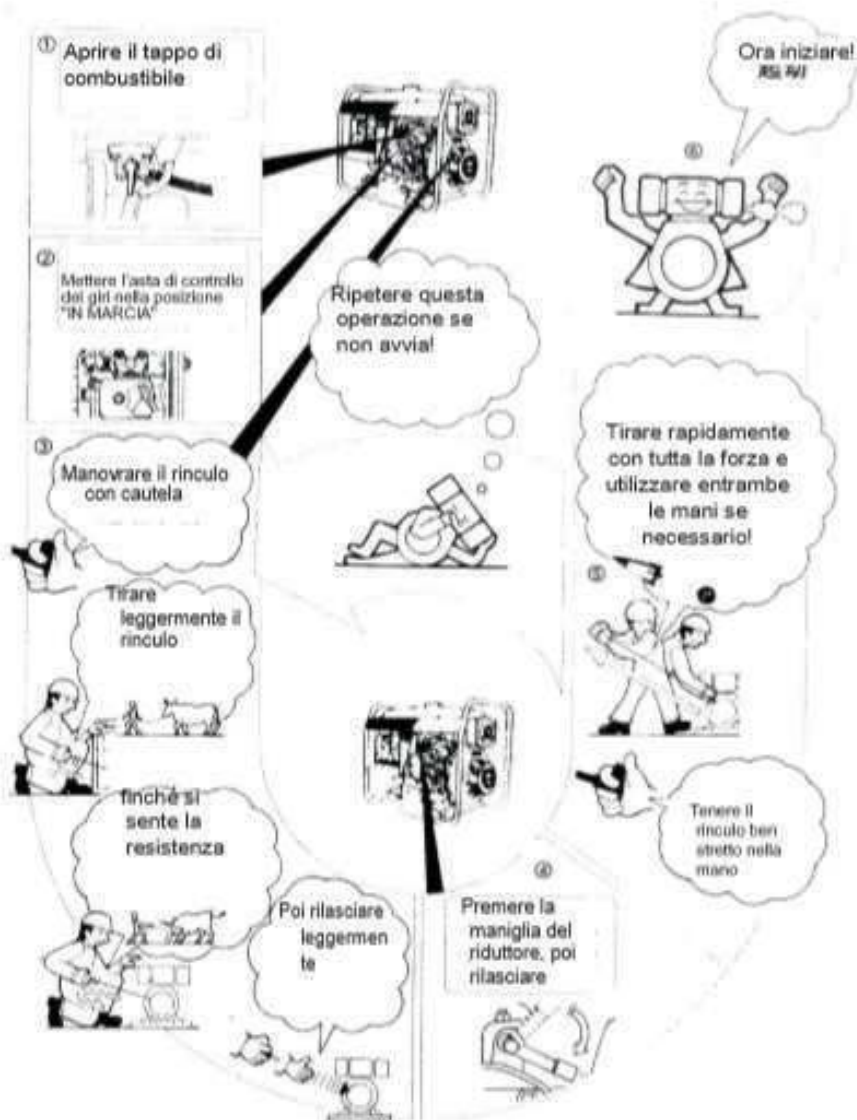 ①
Aprire il tappo di
combustibile
②
Mettere l'asta di controllo
dei giri nella posizione
"IN MARCIA"
③
Manovrare il rinculo
con cautela
Tirare
leggermente il
rinculo
finché si
sente la
resistenza
Poi rilasciare
leggermen
te
④
Premere la
maniglia del
riduttore, poi
rilasciare
⑤
Tirare rapidamente
con tutta la forza e
utilizzare entrambe
le mani se
necessario!
Tenere il
rinculo ben
stretto nella
mano
⑥
Ora iniziare!
Ripetere questa
operazione se
non avvia!